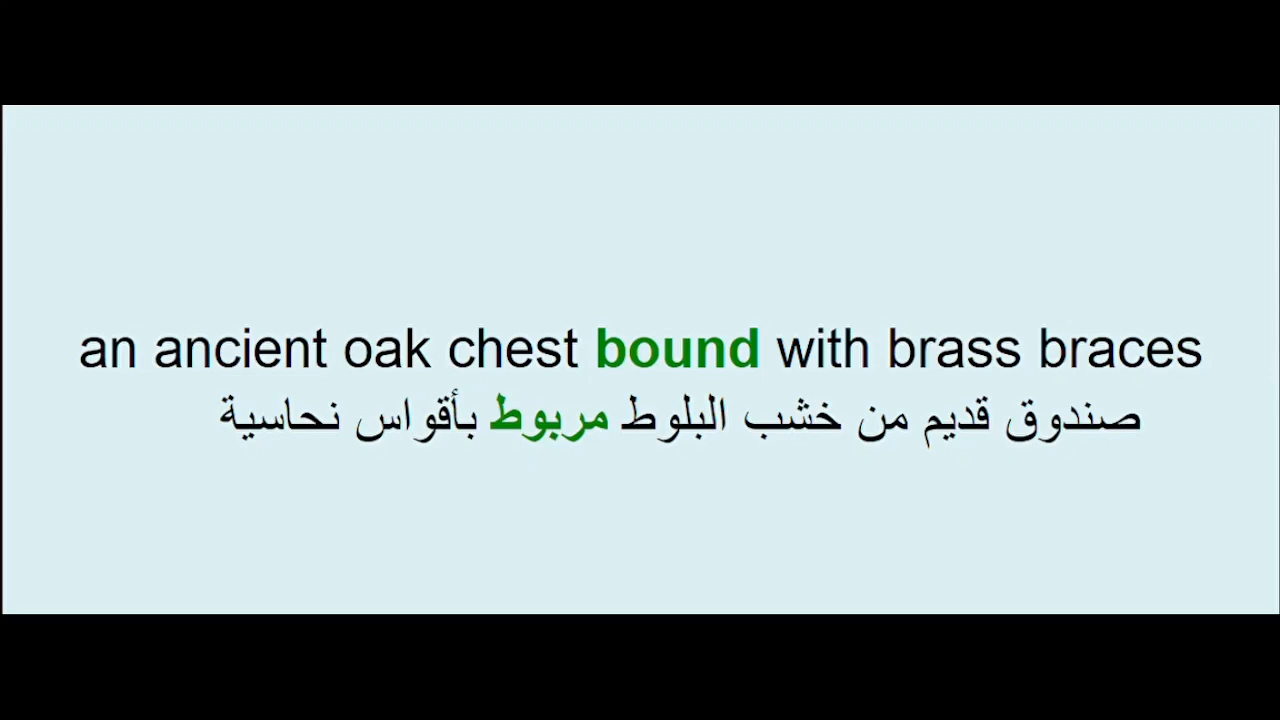 an ancient oak chest bound with brass braces
صندوق قديم من خشب البلوط مربوط بأقواس نحاسية